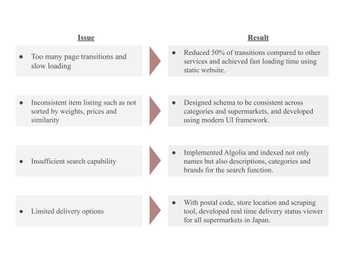 Issue
Result
• Too many page transitions and
slow loading
• Reduced 50% of transitions compared to other
services and achieved fast loading time using
static website.
• Inconsistent item listing such as not
sorted by weights, prices and
similarity
• Designed schema to be consistent across
categories and supermarkets, and developed
using modern UI framework.
• Insufficient search capability
• Implemented Algolia and indexed not only
names but also descriptions, categories and
brands for the search function.
• Limited delivery options
• With postal code, store location and scraping
tool, developed real time delivery status viewer
for all supermarkets in Japan.